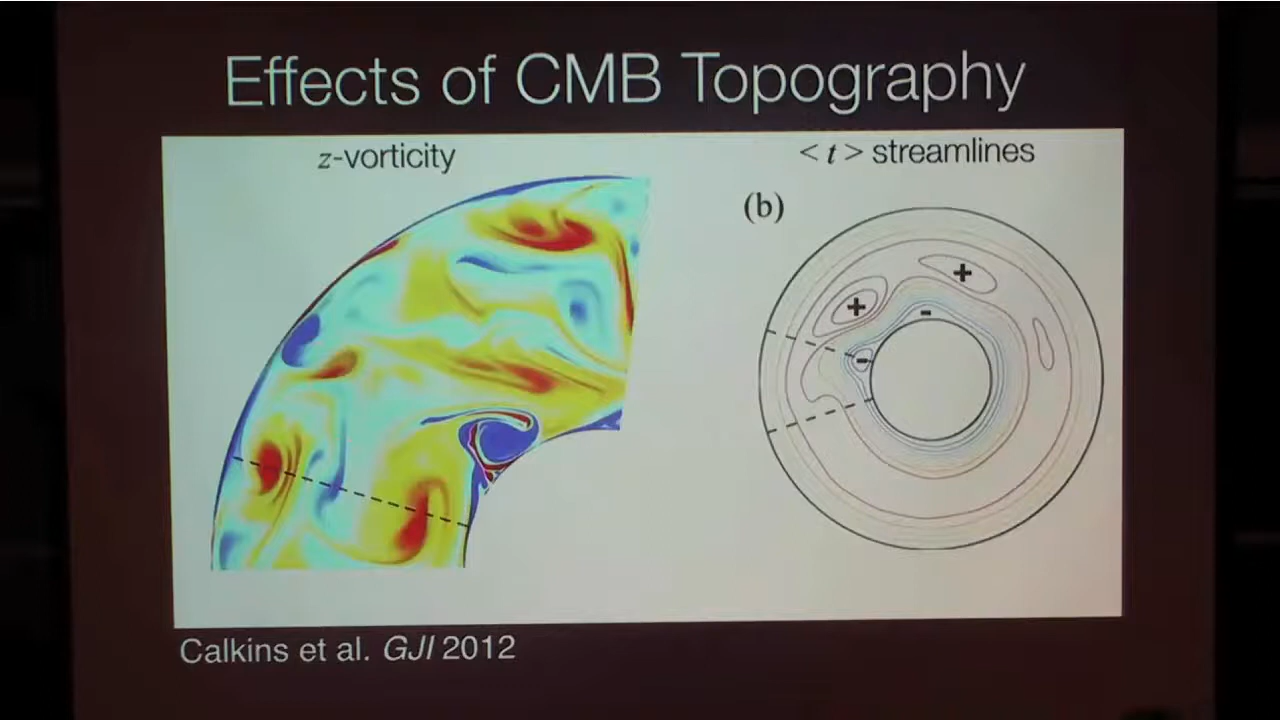 Effects of CMB Topography
z-vorticity
< t > streamlines
(b)
+
+
-
-
Calkins et al. GJI 2012